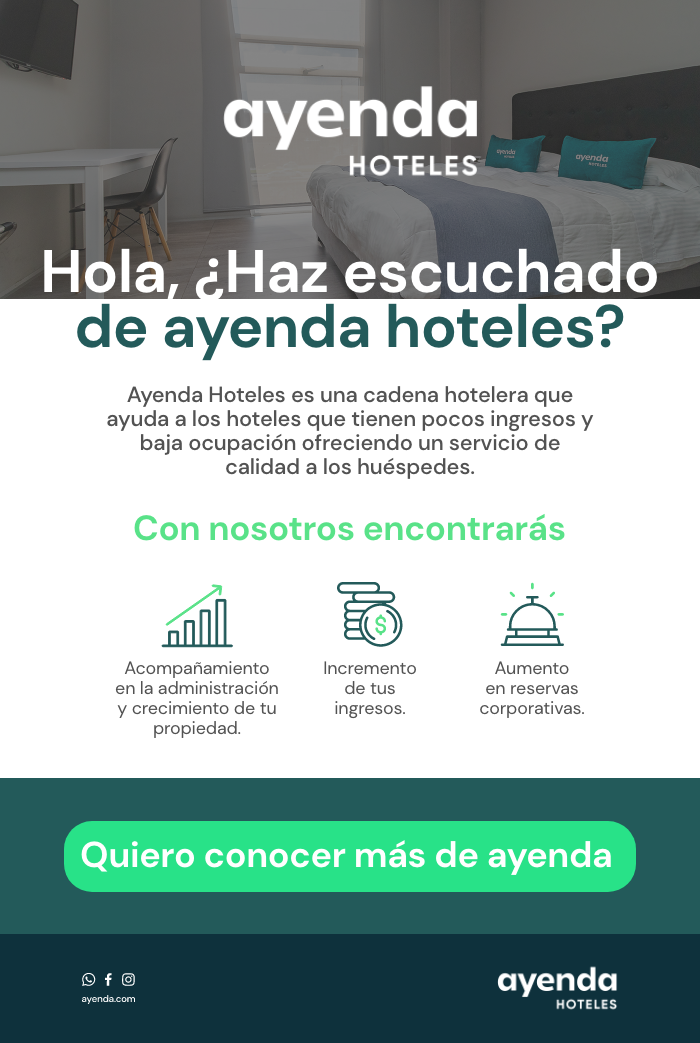 ayenda
HOTELES
ayenda
ayenda
HOTELES
Hola, ¿Haz escuchado
de ayenda hoteles?
Ayenda Hoteles es una cadena hotelera que
ayuda a los hoteles que tienen pocos ingresos y
baja ocupación ofreciendo un servicio de
calidad a los huéspedes.
Con nosotros encontrarás
Acompañamiento
en la administración
y crecimiento de tu
propiedad.
Incremento
de tus
ingresos.
Aumento
en reservas
corporativas.
Quiero conocer más de ayenda
ayenda.com
ayenda
HOTELES